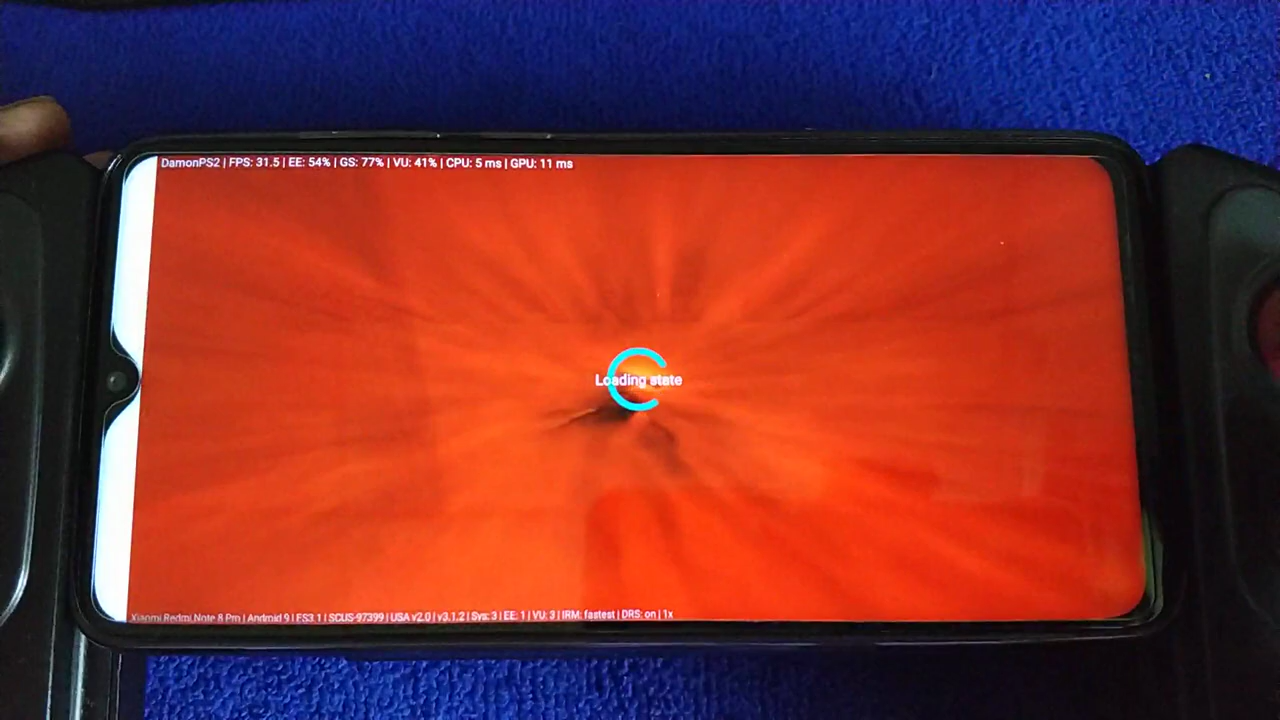 DamonPS2 | FPS: 31.5 | EE: 54% | GS: 77% | VU: 41% | CPU: 5 ms | GPU: 11 ms
Loading state
Xiaomi Redmi Note 8 Pro | Android 9 | ES3.1 | SCUS-97399 | USA v2.0 | v3.1.2 | Sys: 3 | EE: 1 | VU: 3 | IRM: fastest | DRS: on | 1x